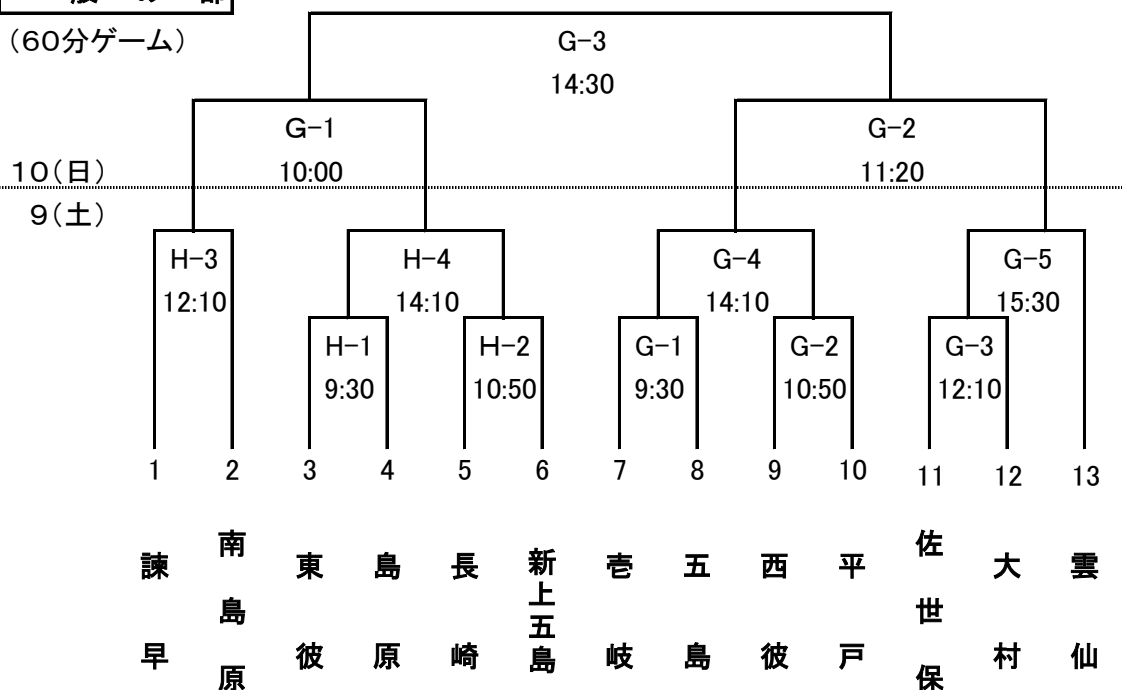 (60分ゲーム)
G-3
14:30
G-1
G-2
10(日)
10:00
11:20
9(土)
H-3
H-4
G-4
G-5
12:10
14:10
14:10
15:30
H-1
H-2
G-1
G-2
G-3
9:30
10:50
9:30
10:50
12:10
1 2 3 4 5 6 7 8 9 10 11 12 13
諫早
南島原
東彼
島原
長崎
新上五島
壱岐
五島
西彼
平戸
佐世保
大村
雲仙